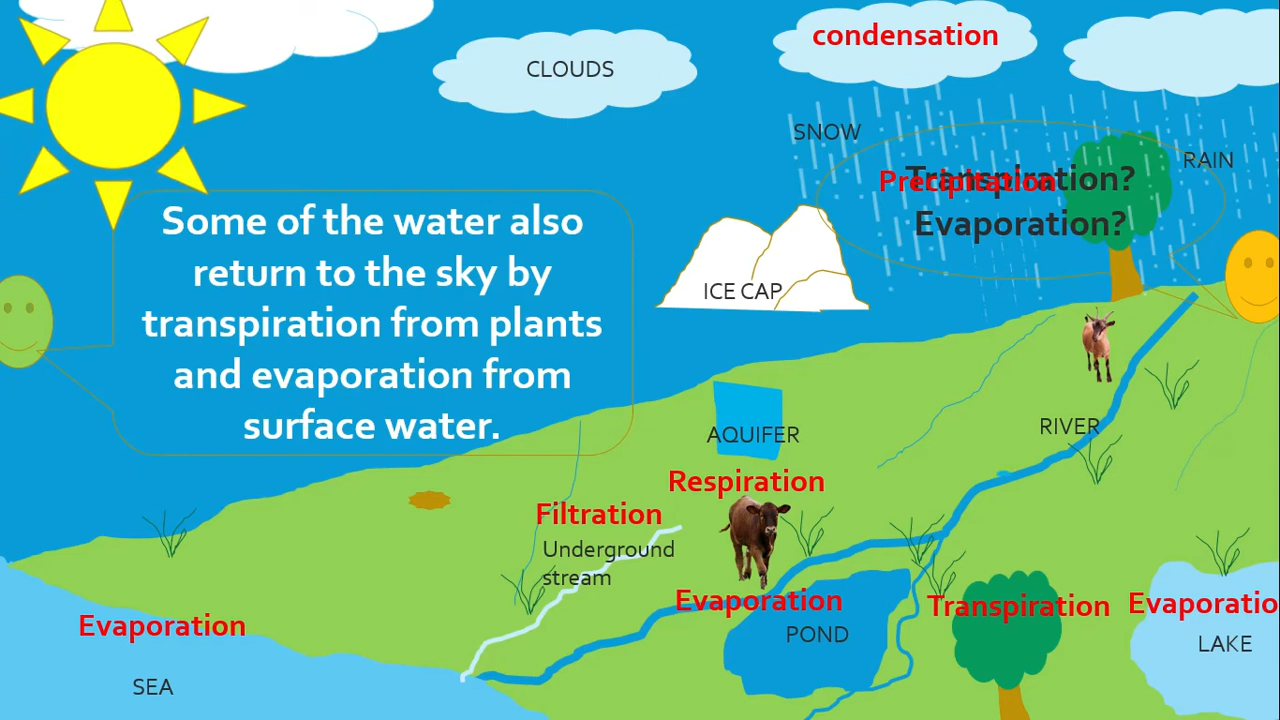 condensation
CLOUDS
SNOW
RAIN
Transpiration?
Precipitation
Evaporation?
Some of the water also
return to the sky by
transpiration from plants
and evaporation from
surface water.
ICE CAP
AQUIFER
RIVER
Respiration
Filtration
Underground
stream
Evaporation
POND
Transpiration
Evaporatio
LAKE
Evaporation
SEA